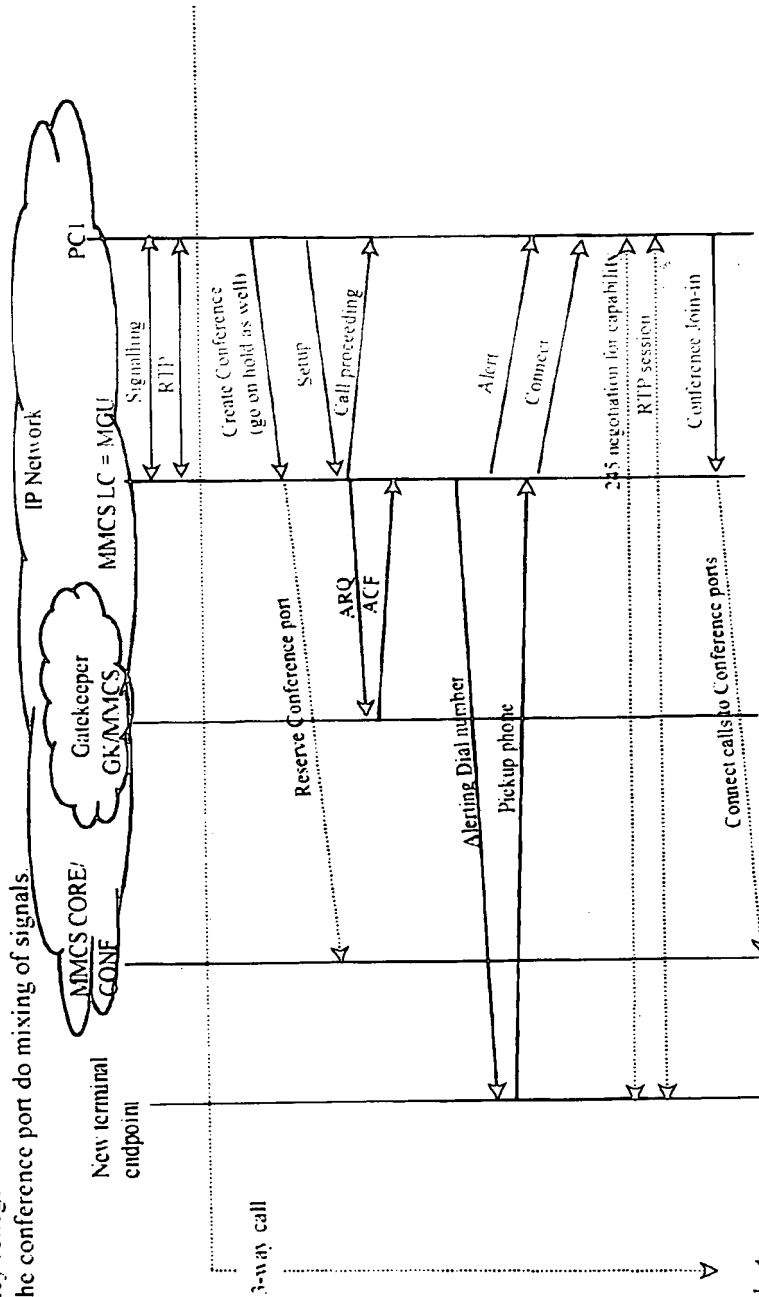 he conference port do mixing of signals.
IP Network
New terminal
endpoint
MMCS CORE/
CONF
Gatekeeper
GK/MMCS
MMCS LC = MGU
PC1
Signalling
RTP
3-way call
Create Conference
(go on hold as well)
Reserve Conference port
Setup
Call proceeding
ARQ
ACF
Alerting Dial number
Pickup phone
Alert
Connect
245 negotiation for capability
RTP session
Conference Join-in
Connect calls to Conference ports